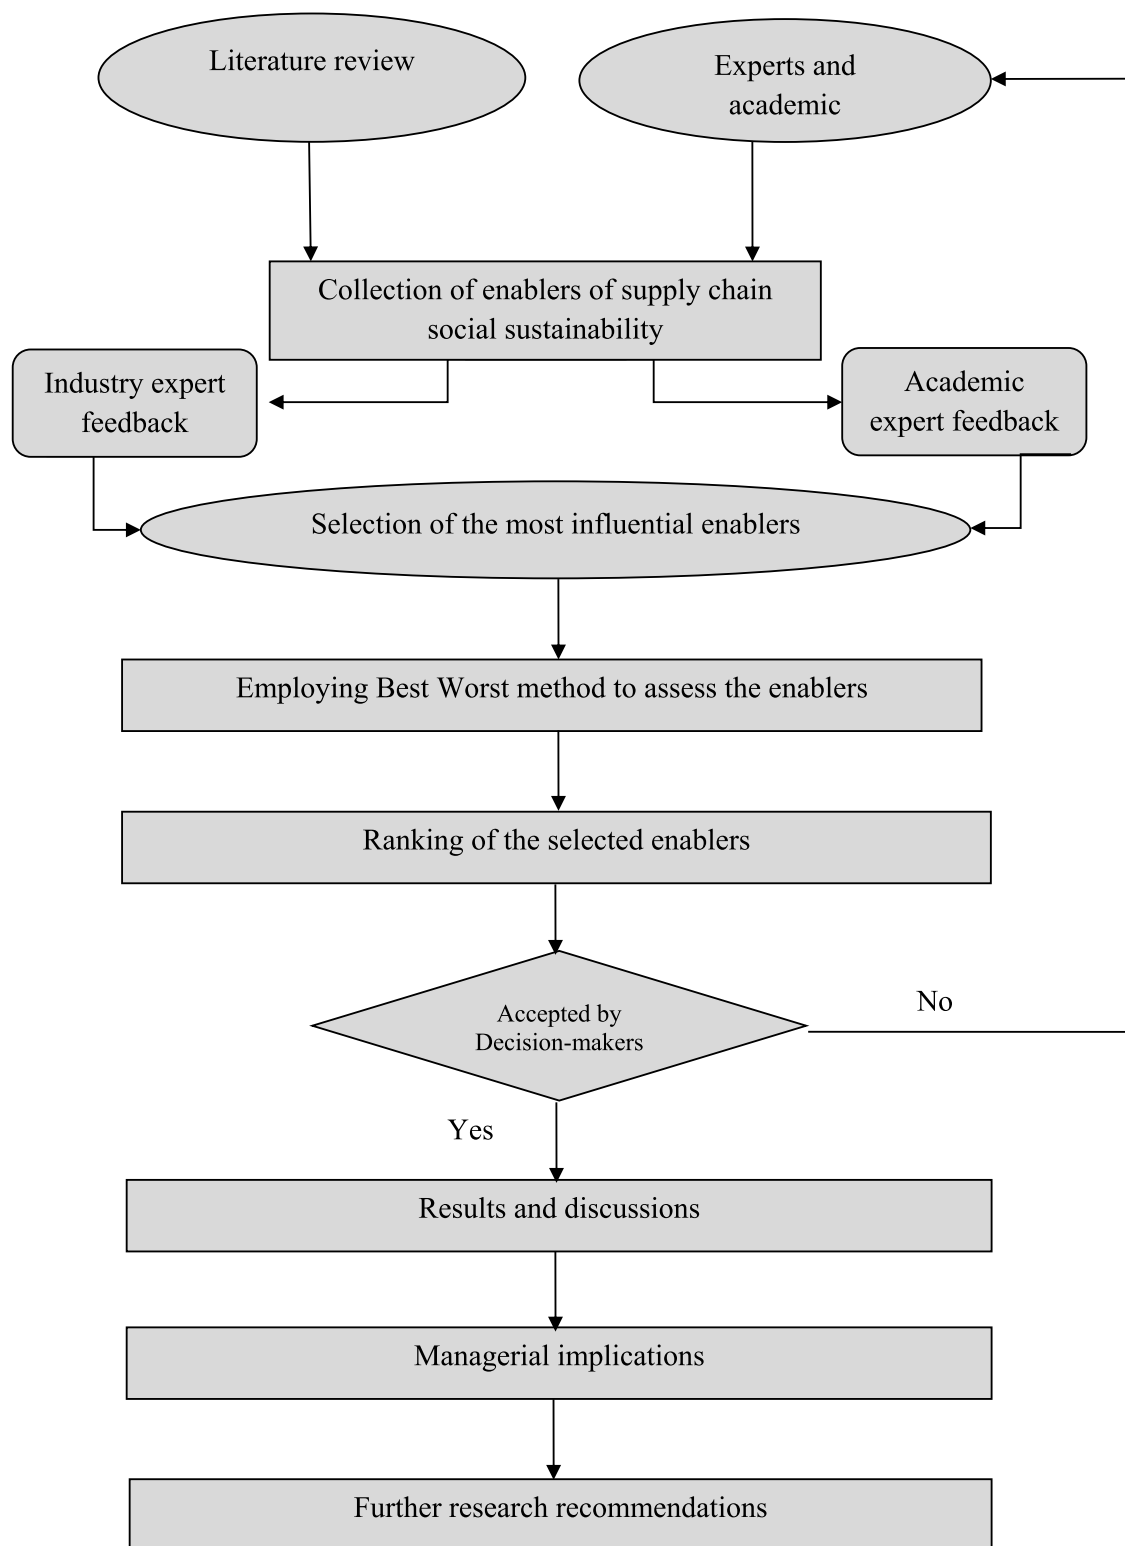 Literature review
Experts and
academic
Collection of enablers of supply chain
social sustainability
Industry expert
feedback
Academic
expert feedback
Selection of the most influential enablers
Employing Best Worst method to assess the enablers
Ranking of the selected enablers
Accepted by
Decision-makers
No
Yes
Results and discussions
Managerial implications
Further research recommendations